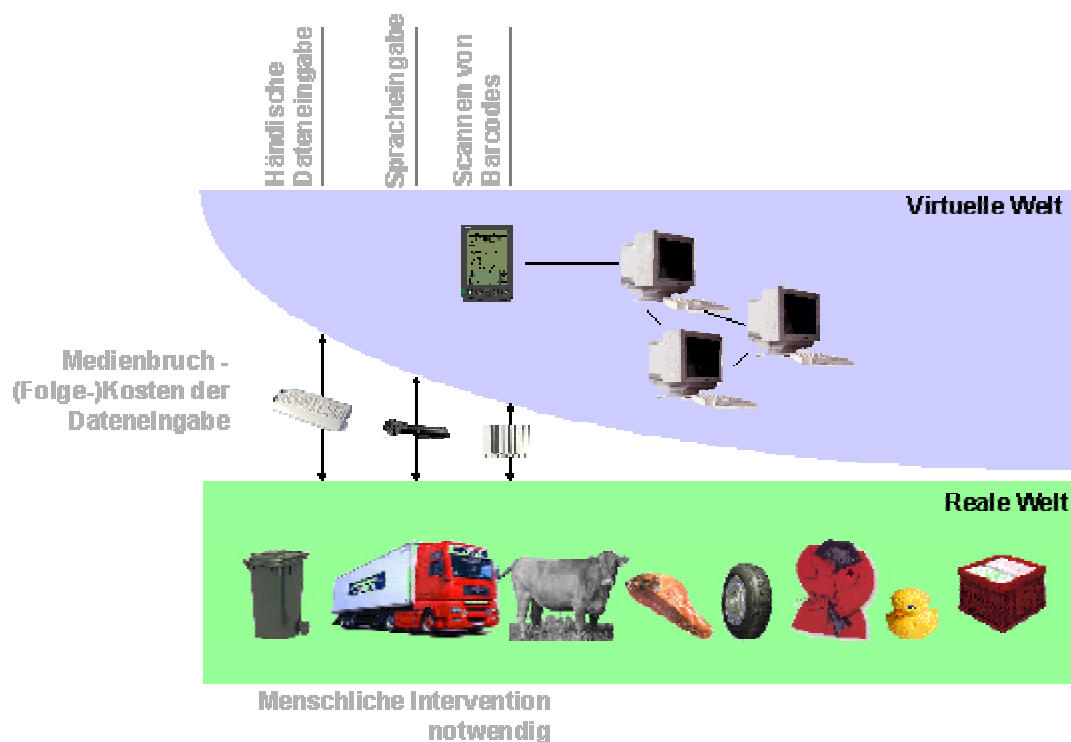 Händische
Dateneingabe
Spracheingabe
Scannen von
Barcodes
Virtuelle Welt
Medienbruch -
(Folge-)Kosten der
Dateneingabe
Reale Welt
Menschliche Intervention
notwendig